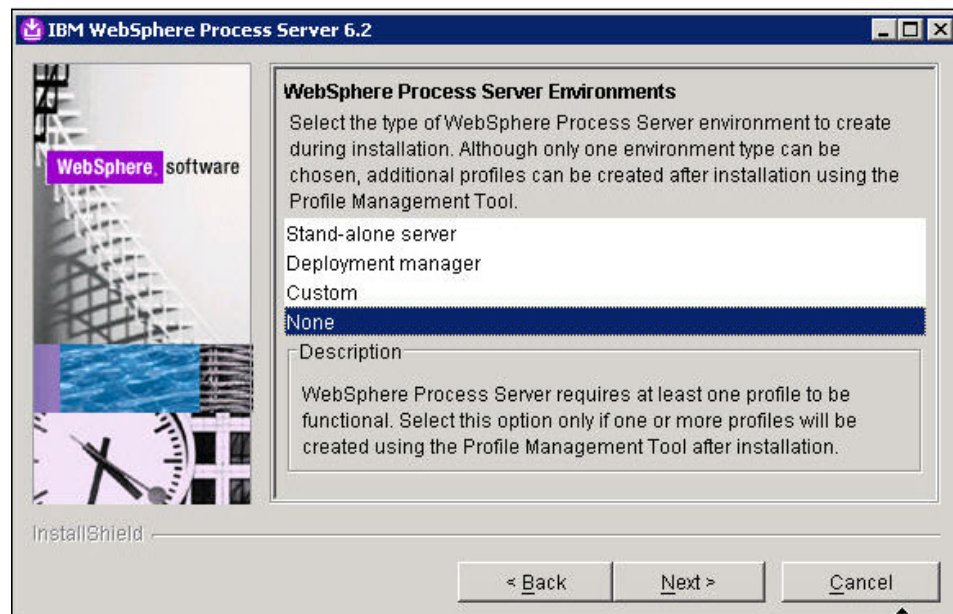 IBM WebSphere Process Server 6.2
WebSphere software
WebSphere Process Server Environments
Select the type of WebSphere Process Server environment to create
during installation. Although only one environment type can be
chosen, additional profiles can be created after installation using the
Profile Management Tool.
Stand-alone server
Deployment manager
Custom
None
Description
WebSphere Process Server requires at least one profile to be
functional. Select this option only if one or more profiles will be
created using the Profile Management Tool after installation.
InstallShield
< Back
Next >
Cancel